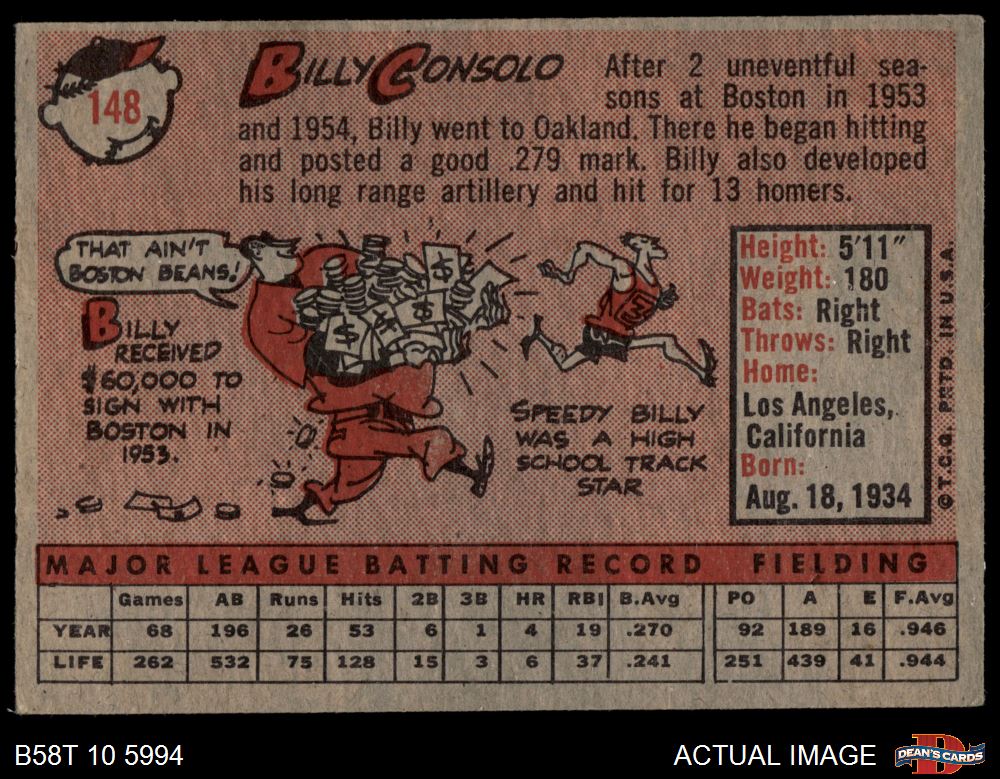 148
BILLY CONSOLO
After 2 uneventful sea-
sons at Boston in 1953
and 1954, Billy went to Oakland. There he began hitting
and posted a good .279 mark. Billy also developed
his long range artillery and hit for 13 homers.
THAT AIN'T
BOSTON BEANS!
BILLY
RECEIVED
$60,000 TO
SIGN WITH
BOSTON IN
1953.
$
$
$
$
SPEEDY BILLY
WAS A HIGH
SCHOOL TRACK
STAR
Height: 5'11"
Weight: 180
Bats: Right
Throws: Right
Home:
Los Angeles,
California
Born:
Aug. 18, 1934
© T.C.G. PRTD. IN U.S.A.
MAJOR LEAGUE BATTING RECORD FIELDING
Games AB Runs Hits 2B 3B HR RBI B.Avg PO A E F.Avg
YEAR 68 196 26 53 6 1 4 19 .270 92 189 16 .946
LIFE 262 532 75 128 15 3 6 37 .241 251 439 41 .944
B58T 10 5994
ACTUAL IMAGE
DEAN'S CARDS